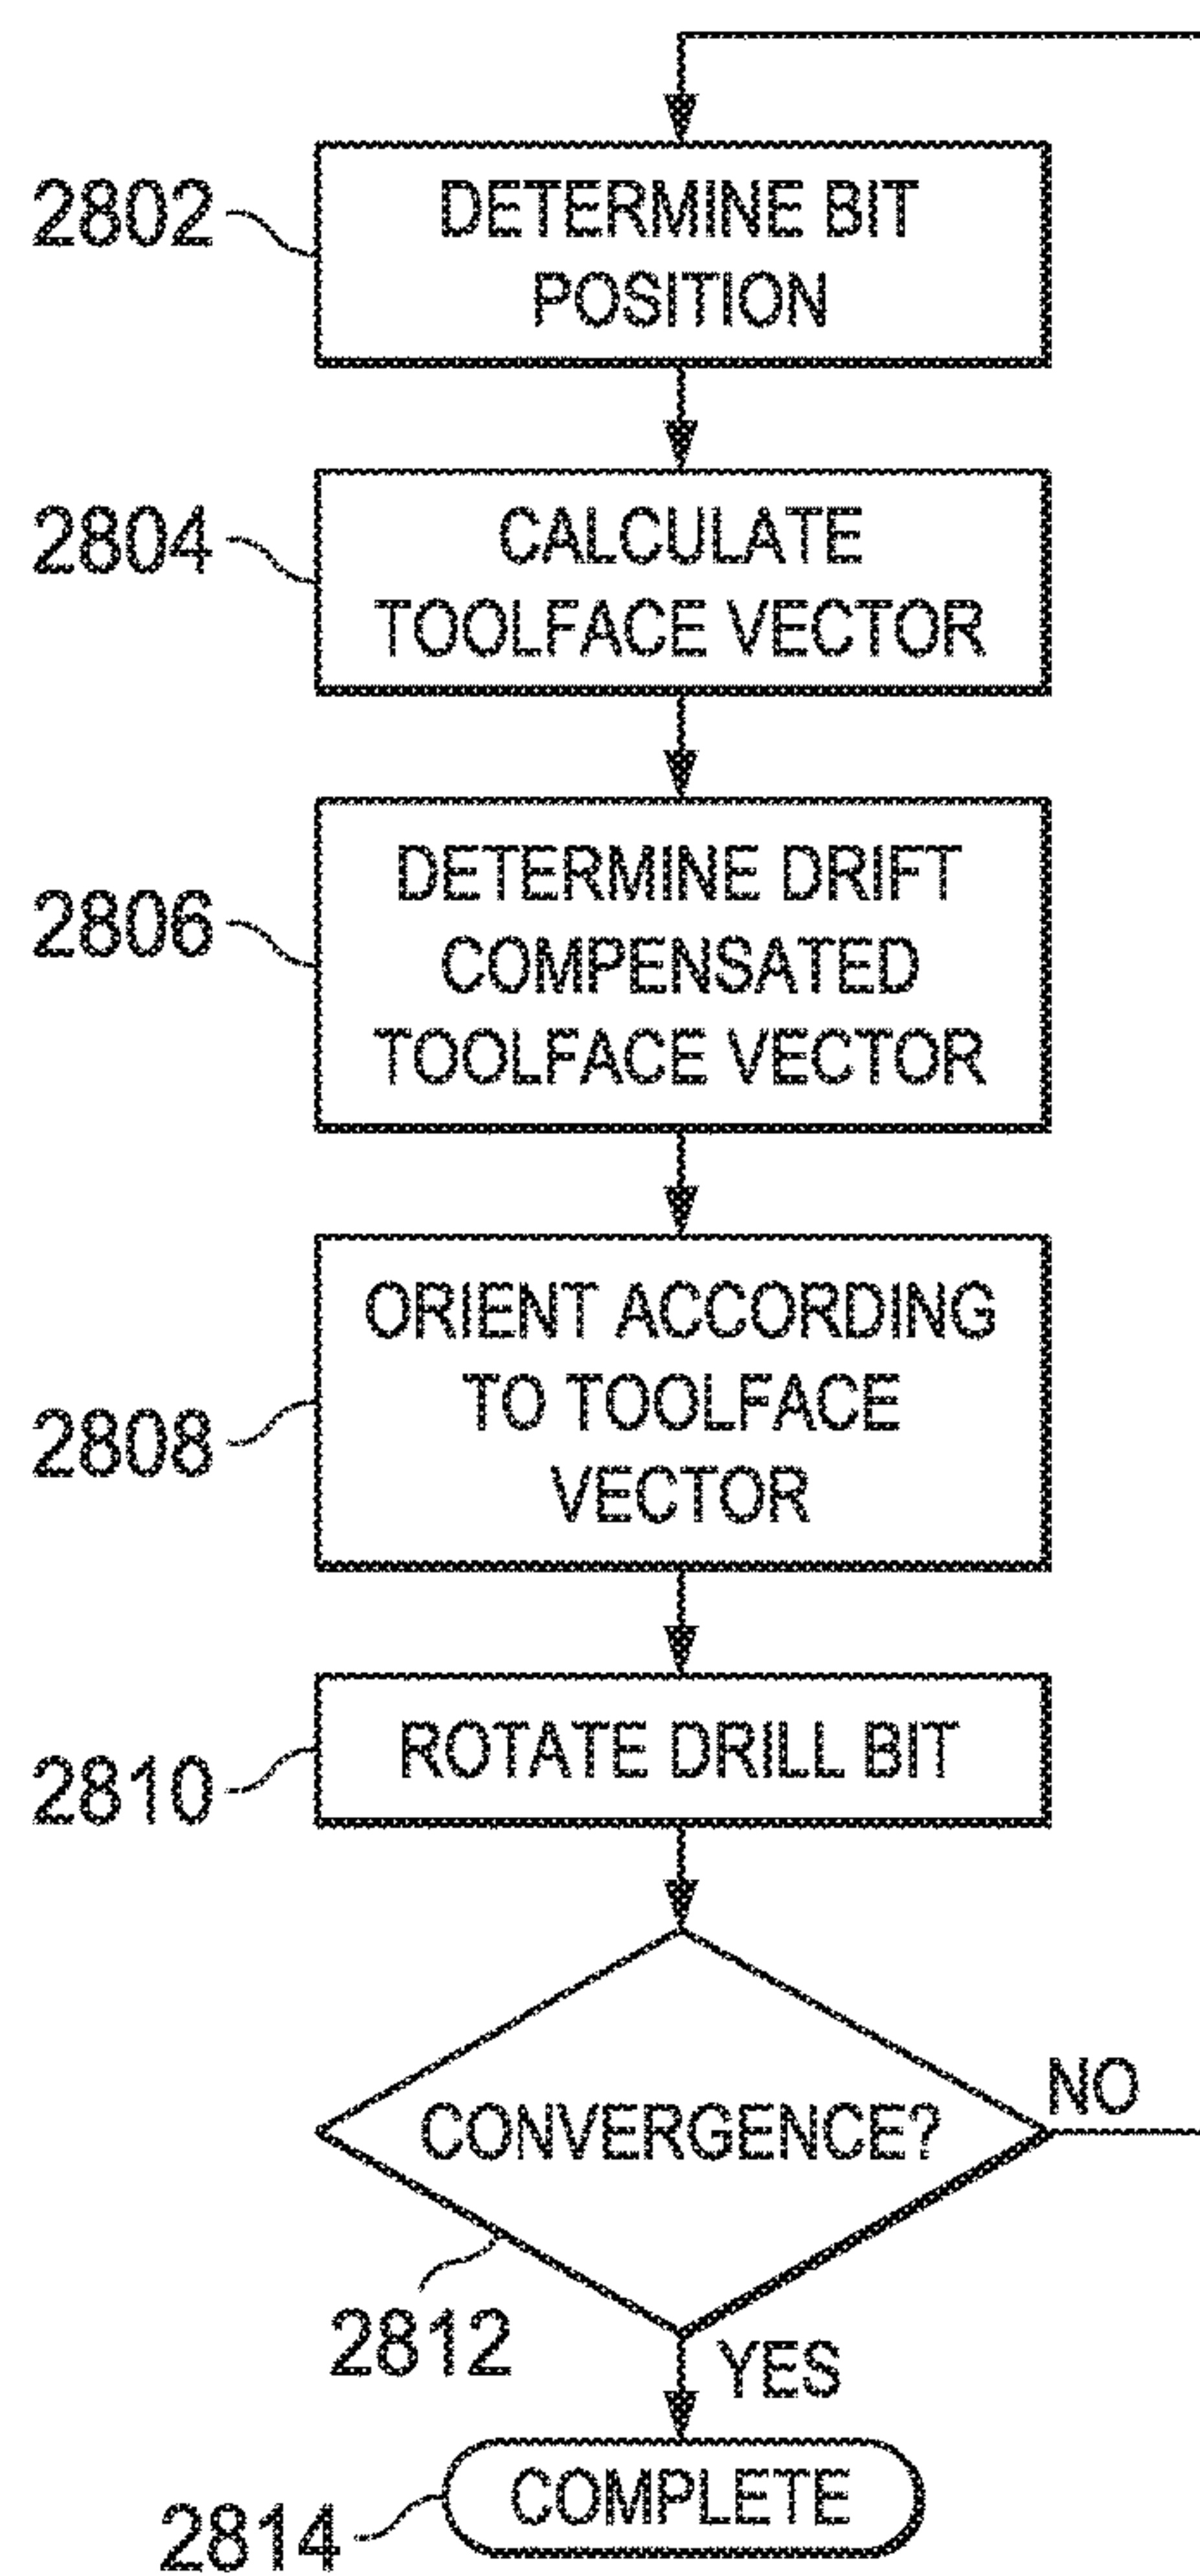 2802
DETERMINE BIT
POSITION
2804
CALCULATE
TOOLFACE VECTOR
2806
DETERMINE DRIFT
COMPENSATED
TOOLFACE VECTOR
2808
ORIENT ACCORDING
TO TOOLFACE
VECTOR
2810
ROTATE DRILL BIT
NO
CONVERGENCE?
2812
YES
COMPLETE
2814